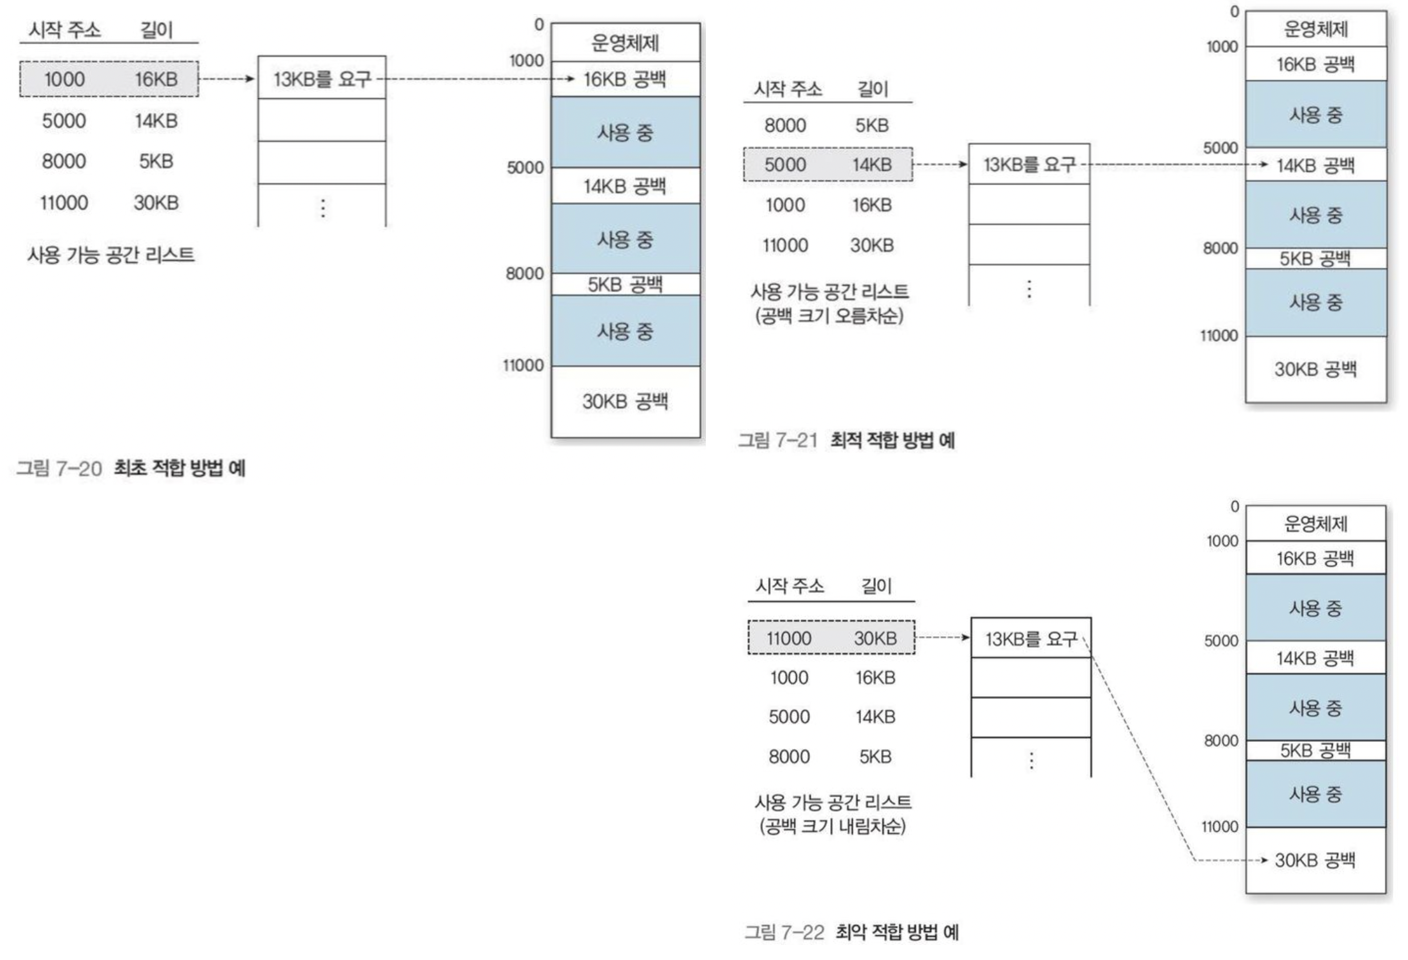 시작 주소 길이
1000 16KB
5000 14KB
8000 5KB
11000 30KB
사용 가능 공간 리스트
13KB를 요구
⋮
0
운영체제
1000
16KB 공백
사용 중
5000
14KB 공백
사용 중
8000
5KB 공백
사용 중
11000
30KB 공백
그림 7-20 최초 적합 방법 예
시작 주소 길이
8000 5KB
5000 14KB
1000 16KB
11000 30KB
사용 가능 공간 리스트
(공백 크기 오름차순)
13KB를 요구
⋮
0
운영체제
1000
16KB 공백
사용 중
5000
14KB 공백
사용 중
8000
5KB 공백
사용 중
11000
30KB 공백
그림 7-21 최적 적합 방법 예
시작 주소 길이
11000 30KB
1000 16KB
5000 14KB
8000 5KB
사용 가능 공간 리스트
(공백 크기 내림차순)
13KB를 요구
⋮
0
운영체제
1000
16KB 공백
사용 중
5000
14KB 공백
사용 중
8000
5KB 공백
사용 중
11000
30KB 공백
그림 7-22 최악 적합 방법 예